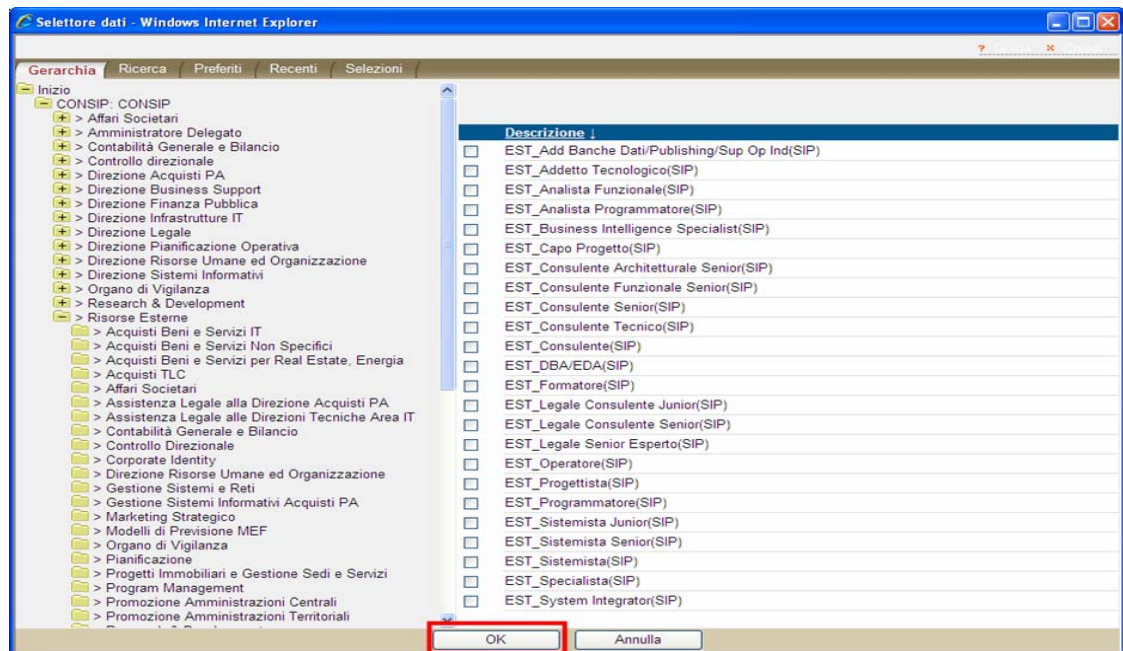 Selettore dati - Windows Internet Explorer
?
Gerarchia Ricerca Preferiti Recenti Selezioni
Inizio
CONSIP: CONSIP
> Affari Societari
> Amministratore Delegato
> Contabilità Generale e Bilancio
> Controllo direzionale
> Direzione Acquisti PA
> Direzione Business Support
> Direzione Finanza Pubblica
> Direzione Infrastrutture IT
> Direzione Legale
> Direzione Pianificazione Operativa
> Direzione Risorse Umane ed Organizzazione
> Direzione Sistemi Informativi
> Organo di Vigilanza
> Research & Development
> Risorse Esterne
> Acquisti Beni e Servizi IT
> Acquisti Beni e Servizi Non Specifici
> Acquisti Beni e Servizi per Real Estate, Energia
> Acquisti TLC
> Affari Societari
> Assistenza Legale alla Direzione Acquisti PA
> Assistenza Legale alle Direzioni Tecniche Area IT
> Contabilità Generale e Bilancio
> Controllo Direzionale
> Corporate Identity
> Direzione Risorse Umane ed Organizzazione
> Gestione Sistemi e Reti
> Gestione Sistemi Informativi Acquisti PA
> Marketing Strategico
> Modelli di Previsione MEF
> Organo di Vigilanza
> Pianificazione
> Progetti Immobiliari e Gestione Sedi e Servizi
> Program Management
> Promozione Amministrazioni Centrali
> Promozione Amministrazioni Territoriali
Descrizione ↓
EST_Add Banche Dati/Publishing/Sup Op Ind(SIP)
EST_Addetto Tecnologico(SIP)
EST_Analista Funzionale(SIP)
EST_Analista Programmatore(SIP)
EST_Business Intelligence Specialist(SIP)
EST_Capo Progetto(SIP)
EST_Consulente Architetturale Senior(SIP)
EST_Consulente Funzionale Senior(SIP)
EST_Consulente Senior(SIP)
EST_Consulente Tecnico(SIP)
EST_Consulente(SIP)
EST_DBA/EDA(SIP)
EST_Formatore(SIP)
EST_Legale Consulente Junior(SIP)
EST_Legale Consulente Senior(SIP)
EST_Legale Senior Esperto(SIP)
EST_Operatore(SIP)
EST_Progettista(SIP)
EST_Programmatore(SIP)
EST_Sistemista Junior(SIP)
EST_Sistemista Senior(SIP)
EST_Sistemista(SIP)
EST_Specialista(SIP)
EST_System Integrator(SIP)
OK Annulla